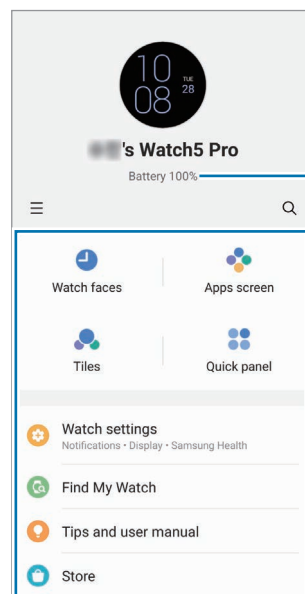 10
08
TUE
28
's Watch5 Pro
Battery 100%
Watch faces
Apps screen
Tiles
Quick panel
Watch settings
Notifications • Display • Samsung Health
Find My Watch
Tips and user manual
Store